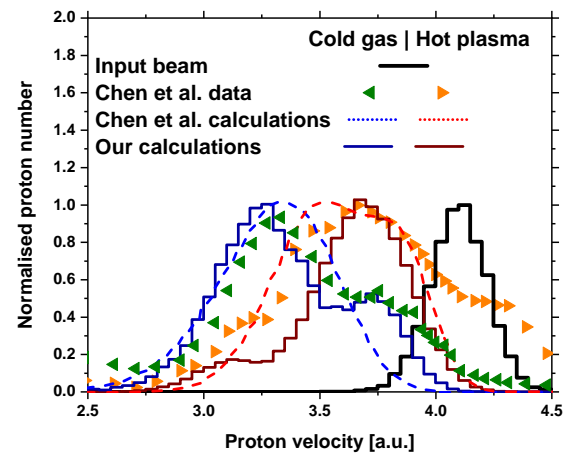 2.0
Cold gas | Hot plasma
1.8
Input beam
1.6
Chen et al. data
1.4
Chen et al. calculations
Our calculations
1.2
1.0
0.8
0.6
0.4
0.2
0.0
Normalised proton number
2.5 3.0 3.5 4.0 4.5
Proton velocity [a.u.]